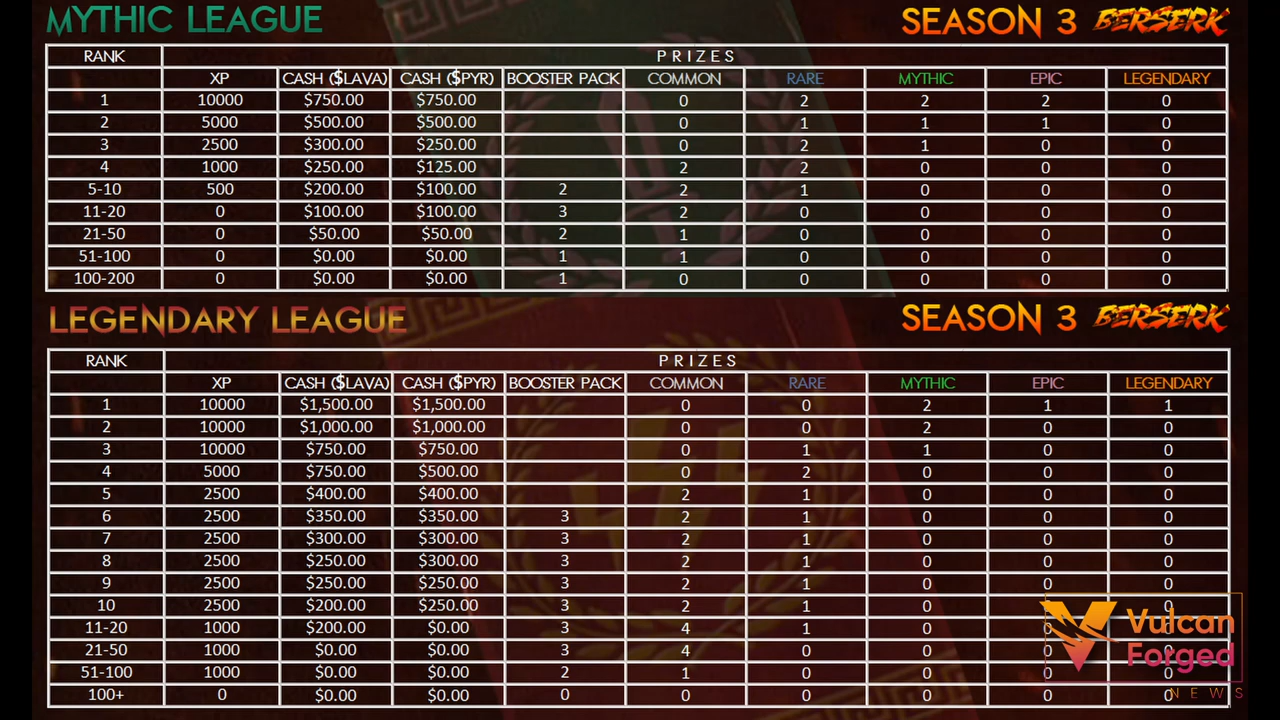 MYTHIC LEAGUE SEASON 3 BERSERK
RANK PRIZES
XP CASH ($LAVA) CASH ($PYR) BOOSTER PACK COMMON RARE MYTHIC EPIC LEGENDARY
1 10000 $750.00 $750.00 0 2 2 2 0
2 5000 $500.00 $500.00 0 1 1 1 0
3 2500 $300.00 $250.00 0 2 1 0 0
4 1000 $250.00 $125.00 2 2 0 0 0
5-10 500 $200.00 $100.00 2 2 1 0 0 0
11-20 0 $100.00 $100.00 3 2 0 0 0 0
21-50 0 $50.00 $50.00 2 1 0 0 0 0
51-100 0 $0.00 $0.00 1 1 0 0 0 0
100-200 0 $0.00 $0.00 1 0 0 0 0 0
LEGENDARY LEAGUE SEASON 3 BERSERK
RANK PRIZES
XP CASH ($LAVA) CASH ($PYR) BOOSTER PACK COMMON RARE MYTHIC EPIC LEGENDARY
1 10000 $1,500.00 $1,500.00 0 0 2 1 1
2 10000 $1,000.00 $1,000.00 0 0 2 0 0
3 10000 $750.00 $750.00 0 1 1 0 0
4 5000 $750.00 $500.00 0 2 0 0 0
5 2500 $400.00 $400.00 2 1 0 0 0
6 2500 $350.00 $350.00 3 2 1 0 0 0
7 2500 $300.00 $300.00 3 2 1 0 0 0
8 2500 $250.00 $300.00 3 2 1 0 0 0
9 2500 $250.00 $250.00 3 2 1 0 0 0
10 2500 $200.00 $250.00 3 2 1 0 0 0
11-20 1000 $200.00 $0.00 3 4 1 0 0 0
21-50 1000 $0.00 $0.00 3 4 0 0 0 0
51-100 1000 $0.00 $0.00 2 1 0 0 0 0
100+ 0 $0.00 $0.00 0 0 0 0 0 0
Vulcan
Forged
NEWS